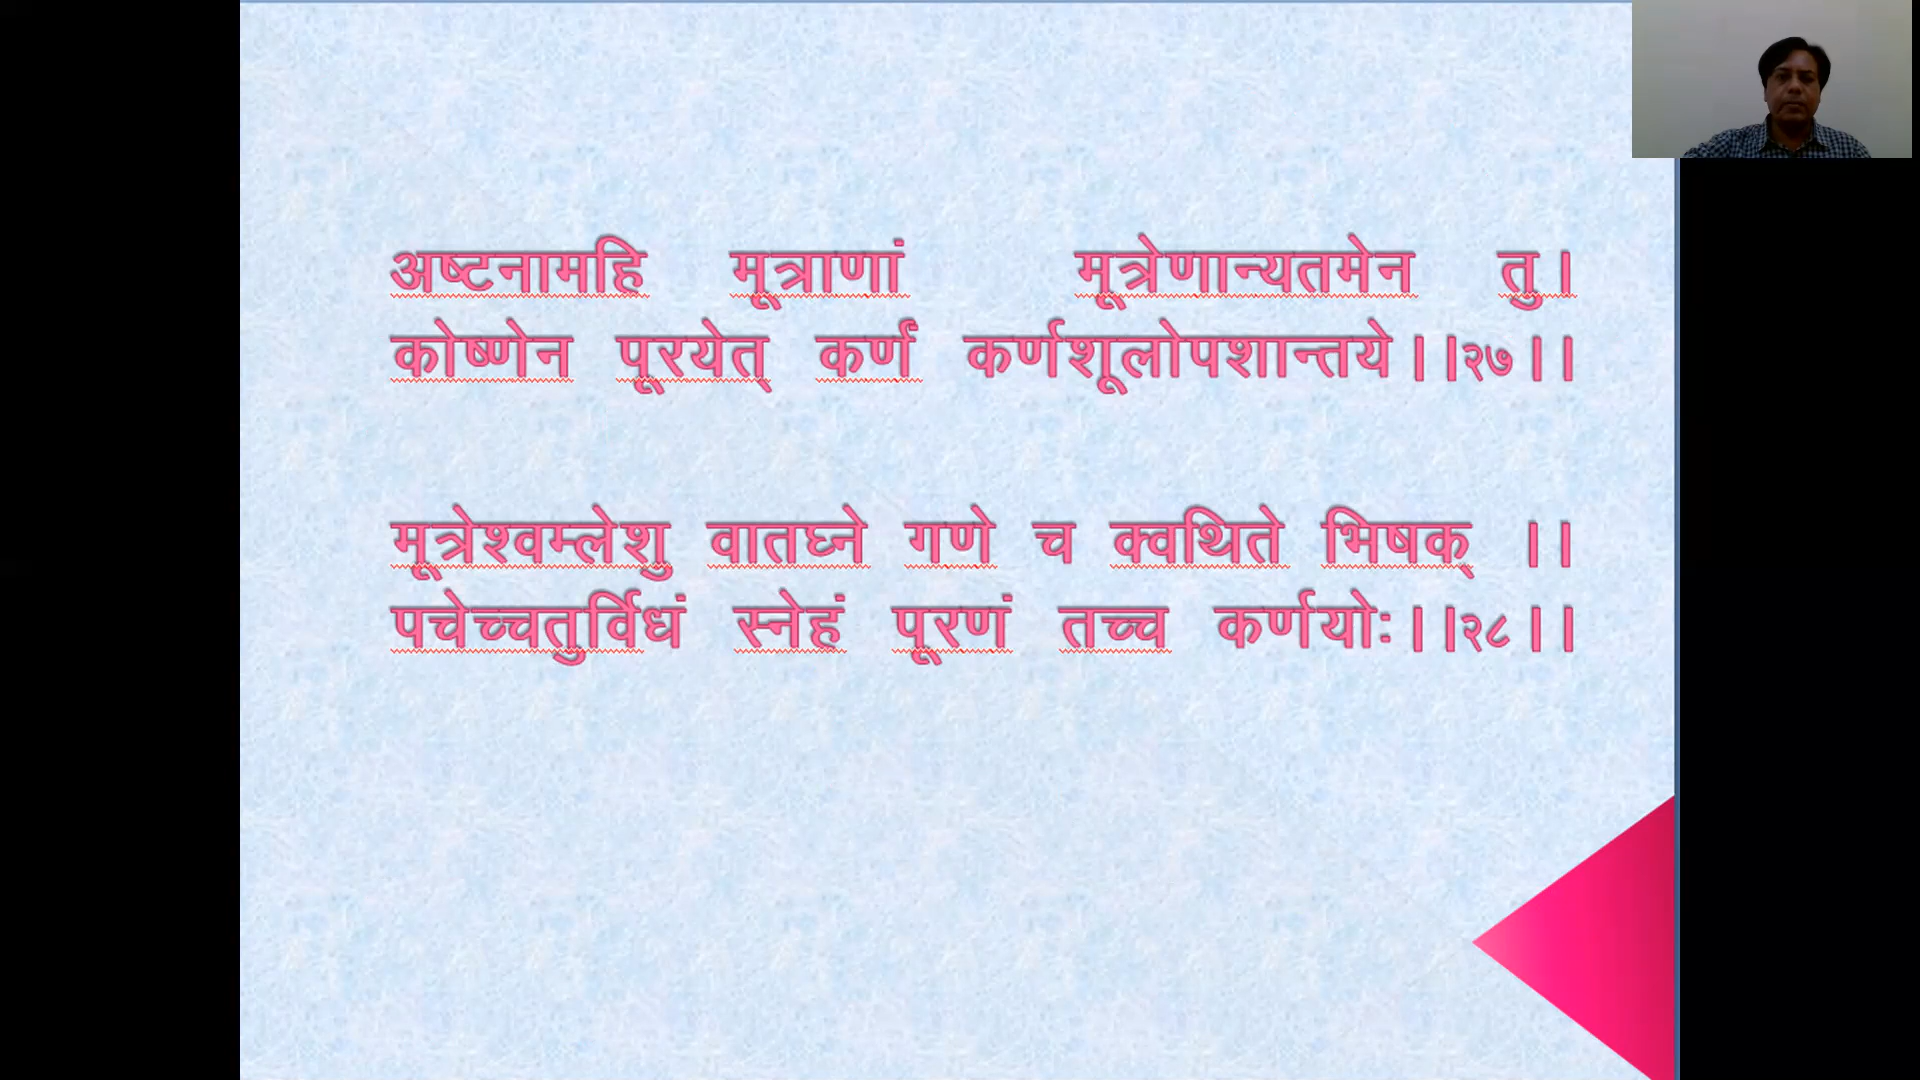 अष्टनामहि मूत्राणां मूत्रेणान्यतमेन तु।
कोष्णेन पूरयेत् कर्णं कर्णशूलोपशान्तये।।२७।।
मूत्रेश्वम्लेशु वातघ्ने गणे च क्वथिते भिषक् ।।
पचेच्चतुर्विधं स्नेहं पूरणं तच्च कर्णयोः।।२८।।